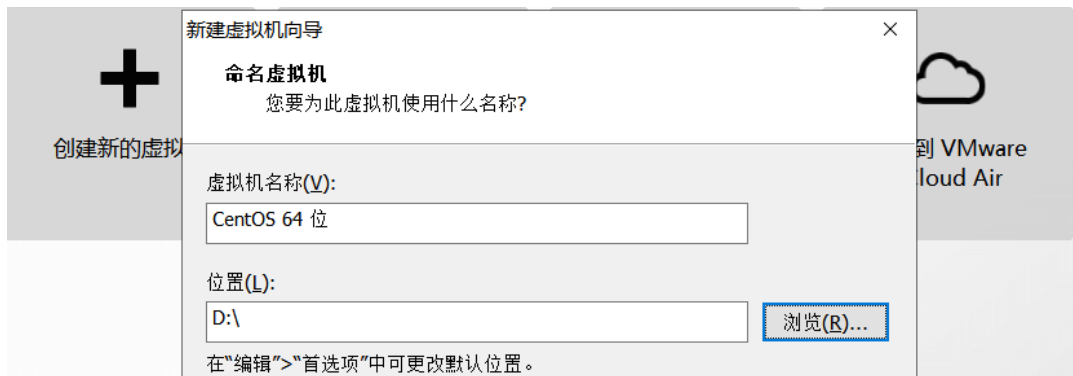 新建虚拟机向导
命名虚拟机
您要为此虚拟机使用什么名称?
创建新的虚拟
到 VMware
loud Air
虚拟机名称(V):
CentOS 64 位
位置(L):
D:\
浏览(R)...
在"编辑">"首选项"中可更改默认位置。